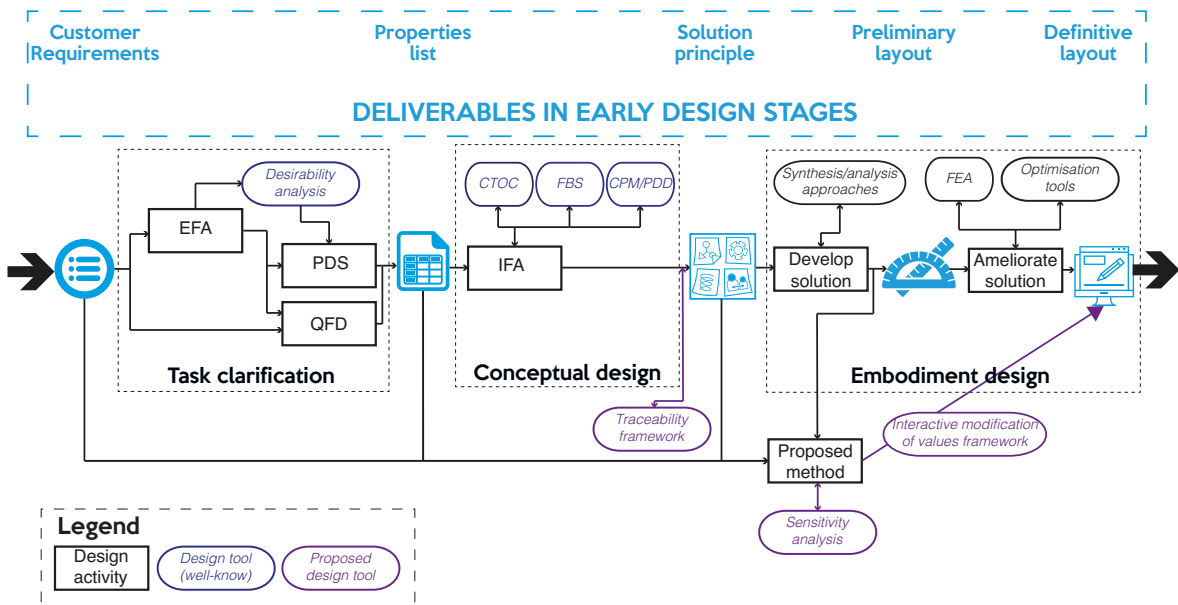 Customer
Requirements
Properties
list
Solution
principle
Preliminary
layout
Definitive
layout
DELIVERABLES IN EARLY DESIGN STAGES
Desirability
analysis
EFA
PDS
QFD
Task clarification
CTOC
FBS
CPM/PDD
IFA
Conceptual design
Traceability
framework
Synthesis/analysis
approaches
FEA
Optimisation
tools
Develop
solution
Ameliorate
solution
Embodiment design
Interactive modification
of values framework
Proposed
method
Sensitivity
analysis
Legend
Design
activity
Design tool
(well-know)
Proposed
design tool